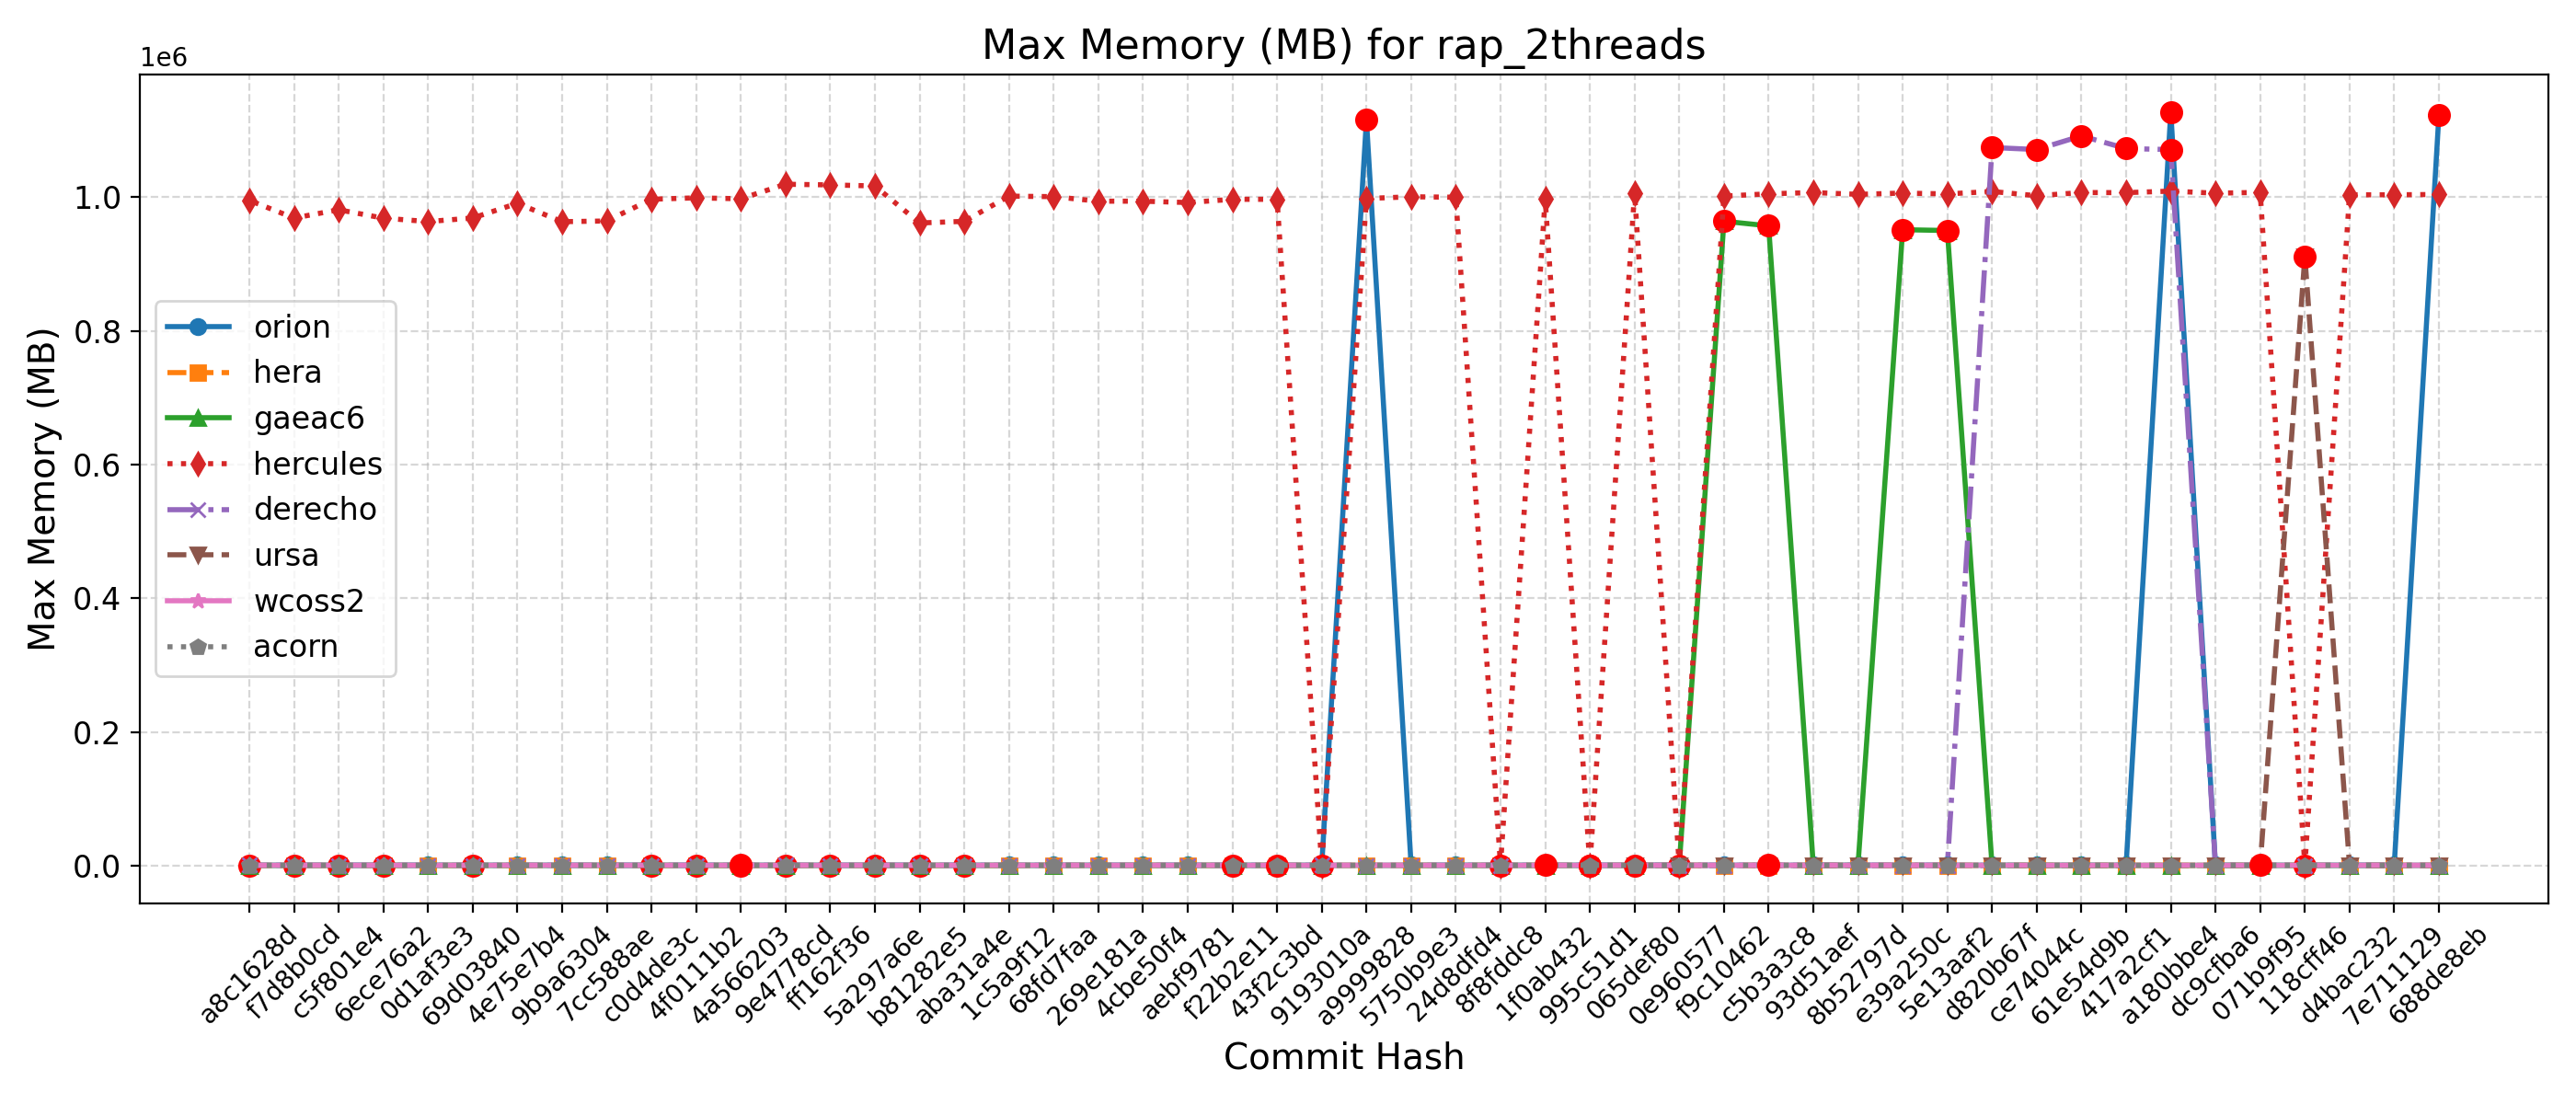 Max Memory (MB) for rap_2threads
1e6
1.0
0.8
0.6
0.4
0.2
0.0
Max Memory (MB)
orion
hera
gaeac6
hercules
derecho
ursa
wcoss2
acorn
a8c1628d
f7d8b0cd
c5f801e4
6ece76a2
0d1af3e3
69d03840
4e75e7b4
9b9a6304
7cc588ae
c0d4de3c
4f0111b2
4a566203
9e4778cd
ff162f36
5a297a6e
b81282e5
aba31a4e
1c5a9f12
68fd7faa
269e181a
4cbe50f4
aebf9781
f22b2e11
43f2c3bd
9193010a
a9999828
5750b9e3
24d8dfd4
8f8fddc8
1f0ab432
995c51d1
065def80
0e960577
f9c10462
c5b3a3c8
93d51aef
8b52797d
e39a250c
5e13aaf2
d820b67f
ce74044c
61e54d9b
417a2cf1
a180bbe4
dc9cfba6
071b9f95
118cff46
d4bac232
7e711129
688de8eb
Commit Hash